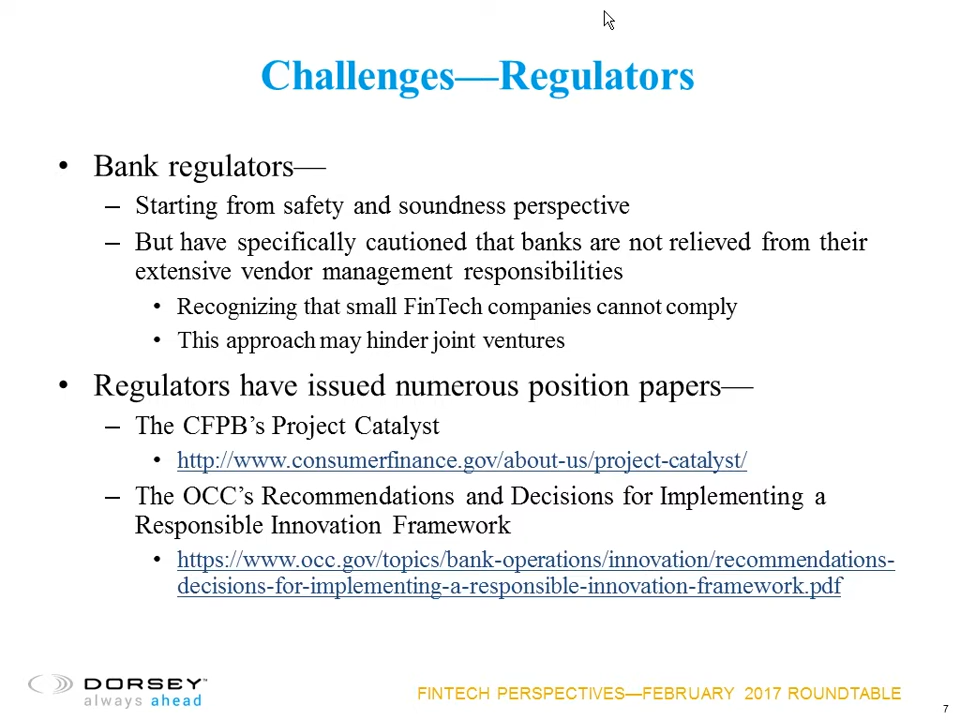 Challenges—Regulators
• Bank regulators—
– Starting from safety and soundness perspective
– But have specifically cautioned that banks are not relieved from their
extensive vendor management responsibilities
• Recognizing that small FinTech companies cannot comply
• This approach may hinder joint ventures
• Regulators have issued numerous position papers—
– The CFPB’s Project Catalyst
• http://www.consumerfinance.gov/about-us/project-catalyst/
– The OCC’s Recommendations and Decisions for Implementing a
Responsible Innovation Framework
• https://www.occ.gov/topics/bank-operations/innovation/recommendations-
decisions-for-implementing-a-responsible-innovation-framework.pdf
DORSEY™
always ahead
FINTECH PERSPECTIVES—FEBRUARY 2017 ROUNDTABLE
7